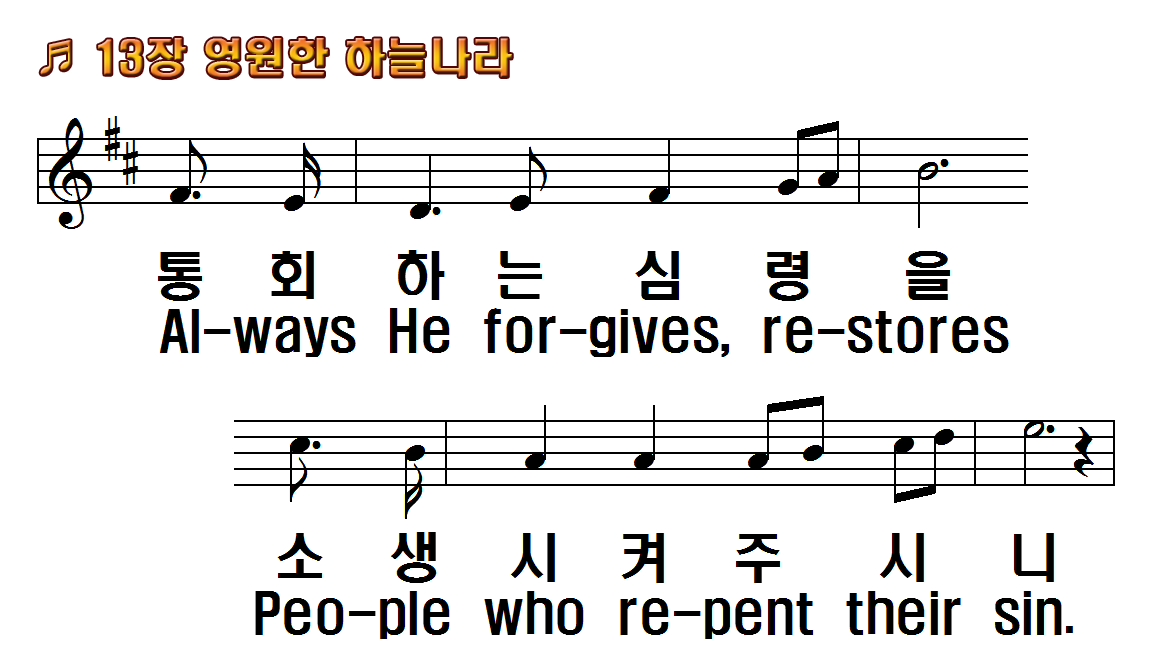 ♬ 13장 영원한 하늘나라
통 회 하 는 심 령 을
Al-ways He for-gives, re-stores
소 생 시 켜 주 시 니
Peo-ple who re-pent their sin.